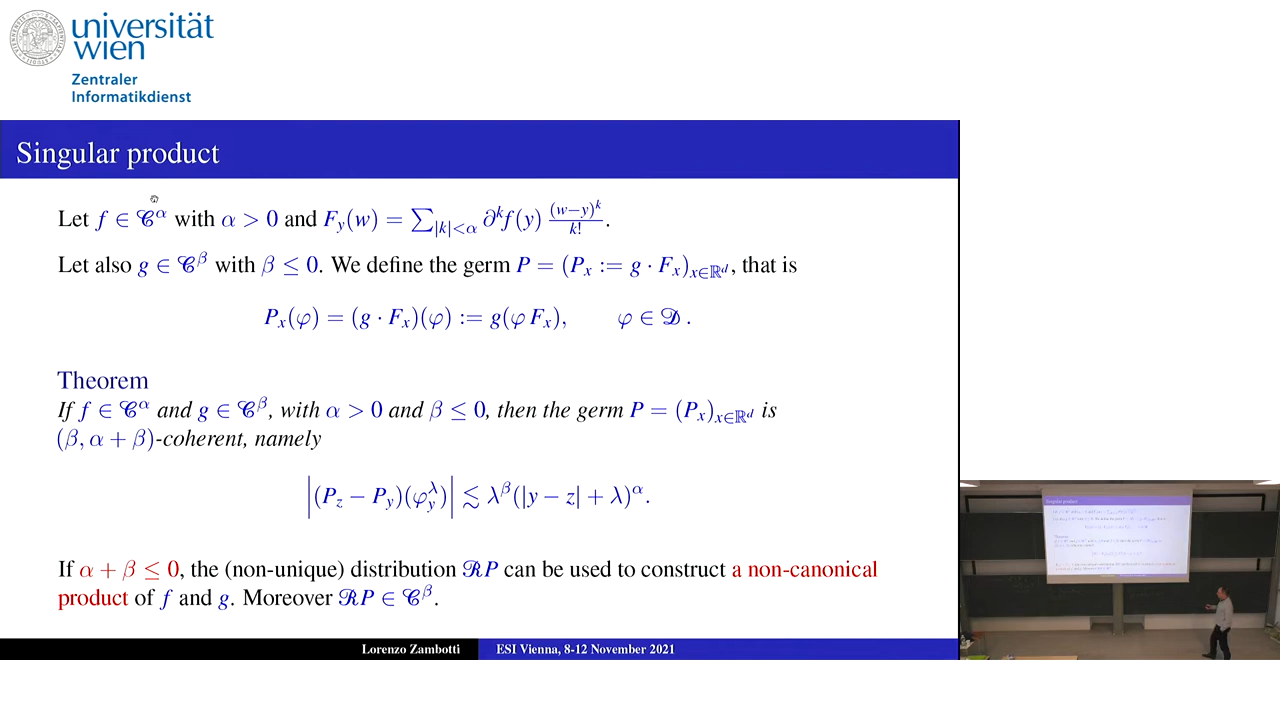 universität
wien
Zentraler
Informatikdienst
Singular product
Let f ∈ 𝒞^α with α > 0 and F_y(w) = ∑_{|k|<α} ∂^k f(y) (w−y)^k / k! .
Let also g ∈ 𝒞^β with β ≤ 0. We define the germ P = (P_x := g · F_x)_{x∈ℝ^d}, that is
P_x(φ) = (g · F_x)(φ) := g(φ F_x), φ ∈ 𝒟 .
Theorem
If f ∈ 𝒞^α and g ∈ 𝒞^β, with α > 0 and β ≤ 0, then the germ P = (P_x)_{x∈ℝ^d} is
(β, α + β)-coherent, namely
|(P_z − P_y)(φ_y^λ)| ≲ λ^β(|y − z| + λ)^α.
If α + β ≤ 0, the (non-unique) distribution ℛP can be used to construct a non-canonical
product of f and g. Moreover ℛP ∈ 𝒞^β.
Lorenzo Zambotti
ESI Vienna, 8-12 November 2021
Singular product